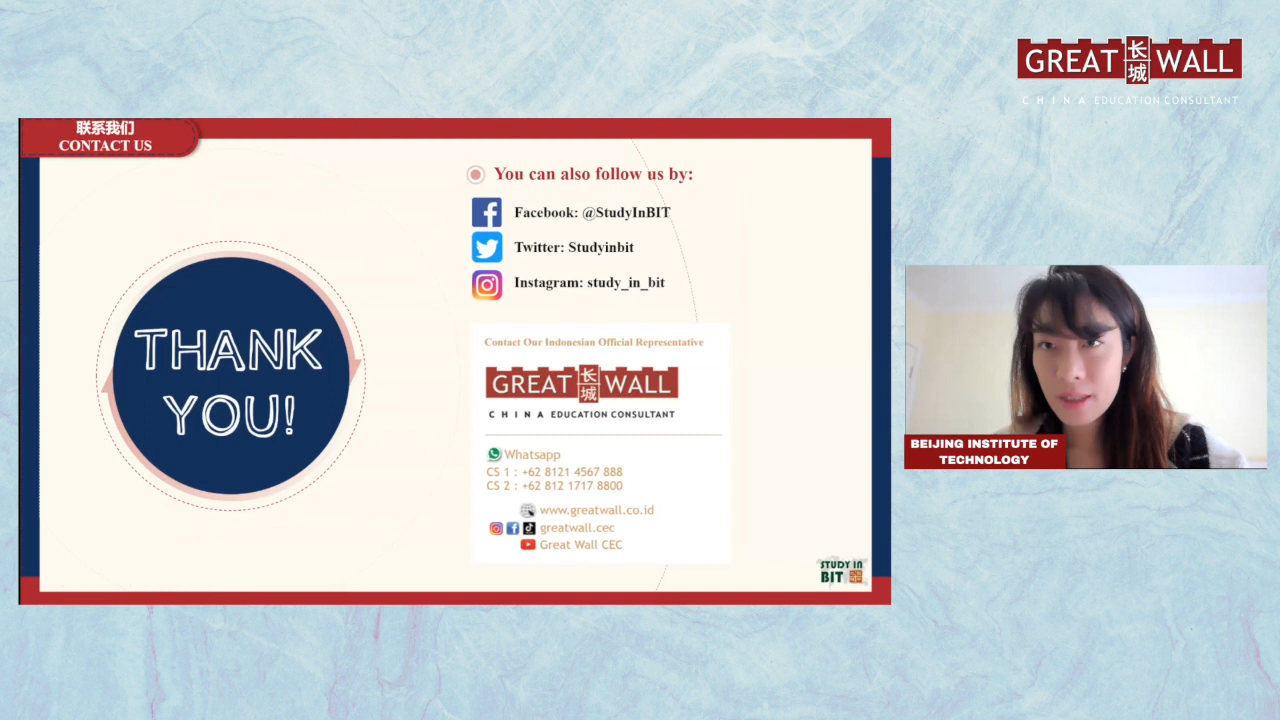 GREAT 长城 WALL
CHINA EDUCATION CONSULTANT
联系我们
CONTACT US
THANK
YOU!
You can also follow us by:
Facebook: @StudyInBIT
Twitter: Studyinbit
Instagram: study_in_bit
Contact Our Indonesian Official Representative
GREAT 长城 WALL
CHINA EDUCATION CONSULTANT
Whatsapp
CS 1 : +62 8121 4567 888
CS 2 : +62 812 1717 8800
www.greatwall.co.id
greatwall.cec
Great Wall CEC
STUDY IN
BIT
BEIJING INSTITUTE OF
TECHNOLOGY